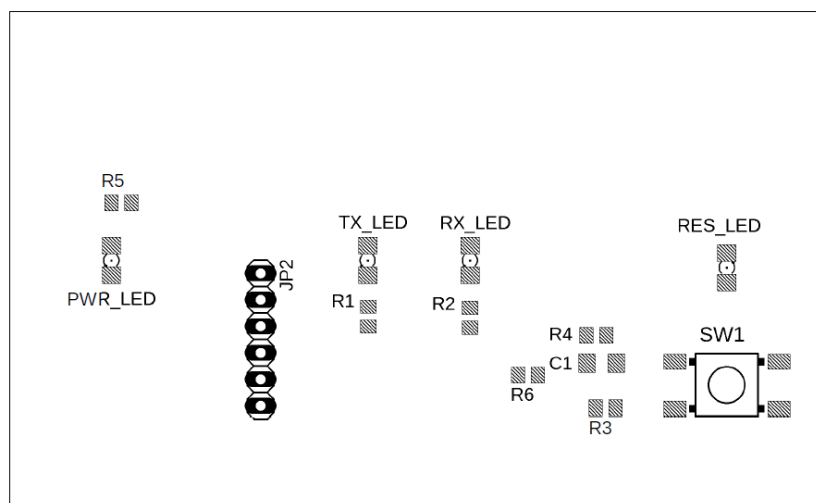 R5
TX_LED
RX_LED
RES_LED
JP2
PWR_LED
R1
R2
R4
SW1
C1
R6
R3